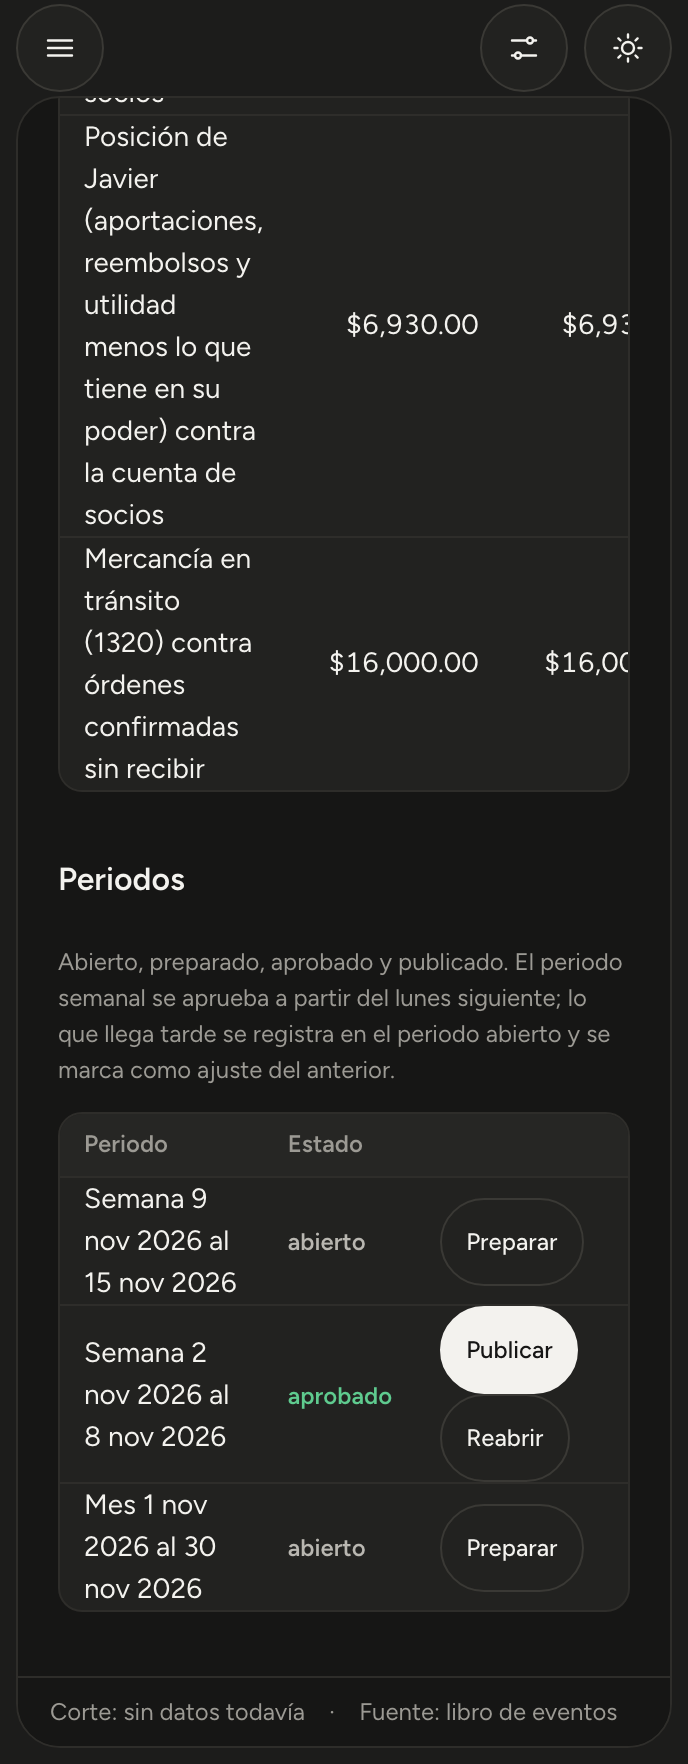 socios
Posición de
Javier
(aportaciones,
reembolsos y
utilidad
menos lo que
tiene en su
poder) contra
la cuenta de
socios
$6,930.00
$6,93
Mercancía en
tránsito
(1320) contra
órdenes
confirmadas
sin recibir
$16,000.00
$16,00
Periodos
Abierto, preparado, aprobado y publicado. El periodo
semanal se aprueba a partir del lunes siguiente; lo
que llega tarde se registra en el periodo abierto y se
marca como ajuste del anterior.
Periodo Estado
Semana 9
nov 2026 al
15 nov 2026
abierto
Preparar
Semana 2
nov 2026 al
8 nov 2026
aprobado
Publicar
Reabrir
Mes 1 nov
2026 al 30
nov 2026
abierto
Preparar
Corte: sin datos todavía · Fuente: libro de eventos